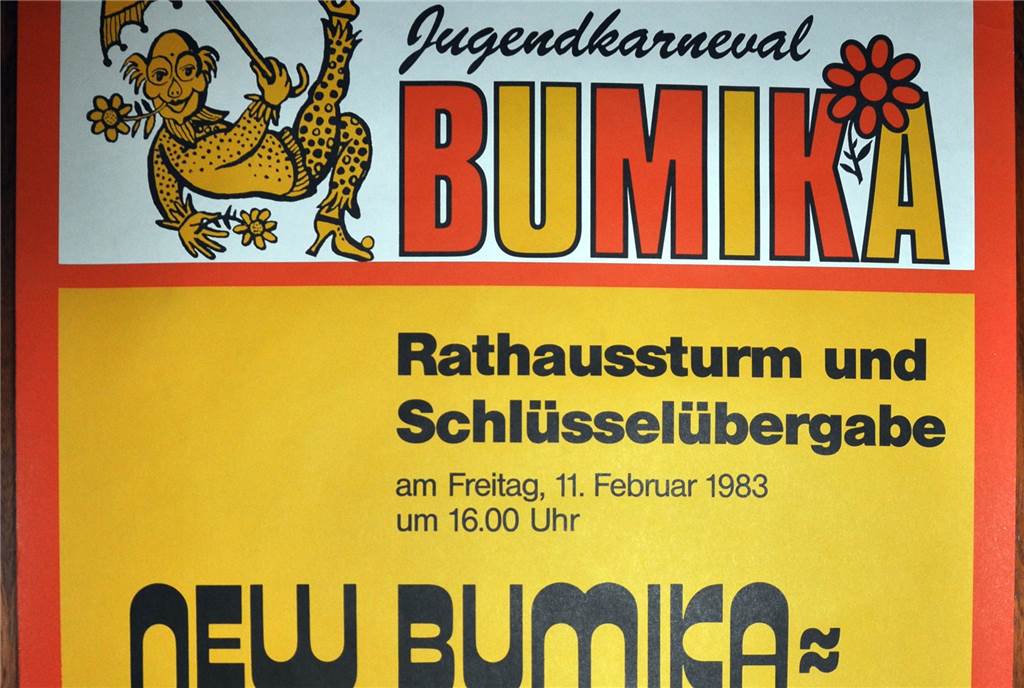 Jugendkarneval
BUMIKA
Rathaussturm und
Schlüsselübergabe
am Freitag, 11. Februar 1983
um 16.00 Uhr
NEW BUMIKA≈